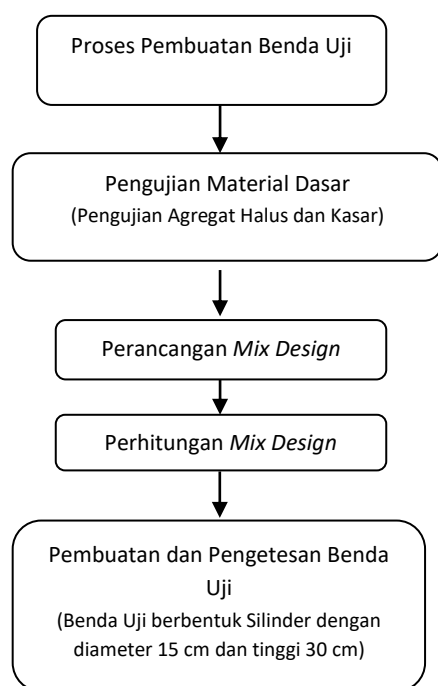 Proses Pembuatan Benda Uji
Pengujian Material Dasar
(Pengujian Agregat Halus dan Kasar)
Perancangan Mix Design
Perhitungan Mix Design
Pembuatan dan Pengetesan Benda
Uji
(Benda Uji berbentuk Silinder dengan
diameter 15 cm dan tinggi 30 cm)